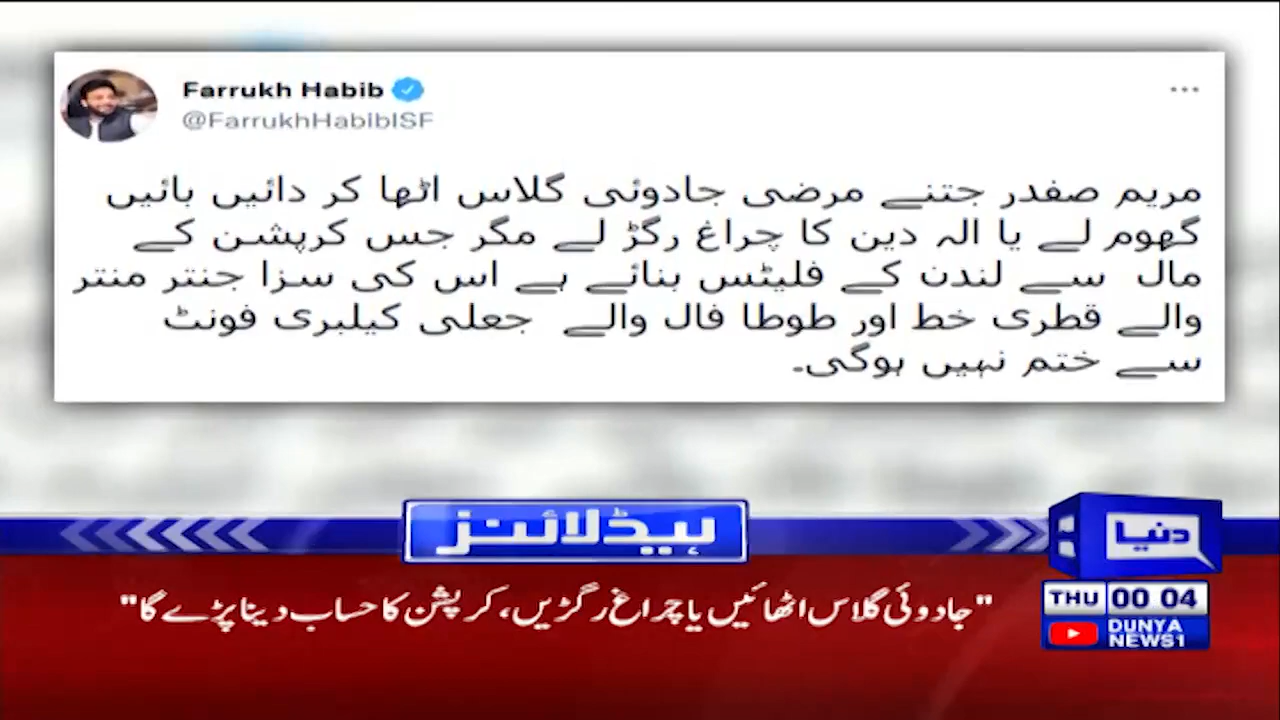 Farrukh Habib
@FarrukhHabibISF
مریم صفدر جتنے مرضی جادوئی گلاس اٹھا کر دائیں بائیں
گھوم لے یا الہ دین کا چراغ رگڑ لے مگر جس کرپشن کے
مال سے لندن کے فلیٹس بنائے ہے اس کی سزا جنتر منتر
والے قطری خط اور طوطا فال والے جعلی کیلبری فونٹ
سے ختم نہیں ہوگی۔
ہیڈلائنز
دنیا
"جادوئی گلاس اٹھائیں یا چراغ رگڑیں، کرپشن کا حساب دینا پڑے گا"
THU 00 04
DUNYA
NEWS1